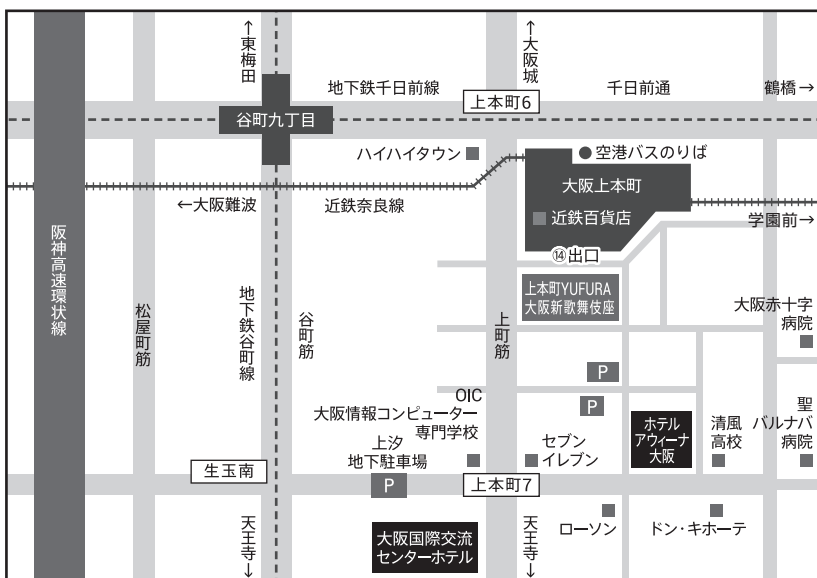 ↑東梅田
↑大阪城
地下鉄千日前線
上本町6
千日前通
鶴橋→
谷町九丁目
ハイハイタウン
空港バスのりば
大阪上本町
近鉄百貨店
←大阪難波
近鉄奈良線
学園前→
⑭出口
阪神高速環状線
松屋町筋
地下鉄谷町線
谷町筋
上町筋
上本町YUFURA
大阪新歌舞伎座
大阪赤十字
病院
P
P
OIC
大阪情報コンピューター
専門学校
上汐
地下駐車場
P
セブン
イレブン
ホテル
アウィーナ
大阪
清風
高校
聖
バルナバ
病院
生玉南
上本町7
天王寺→
大阪国際交流
センターホテル
天王寺→
ローソン
ドン・キホーテ